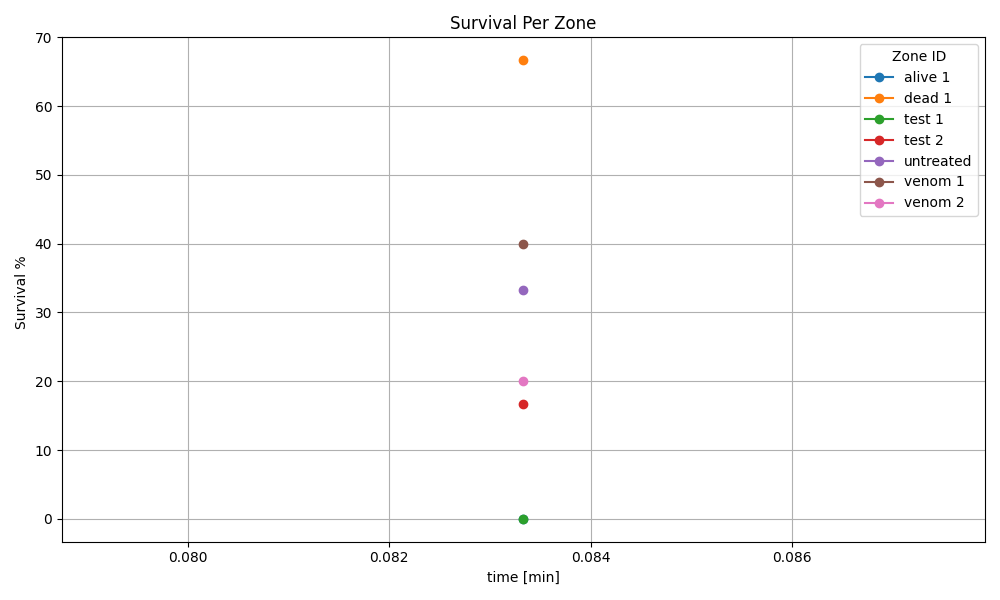 Survival Per Zone
70
60
50
40
30
20
10
0
Survival %
0.080
0.082
0.084
0.086
time [min]
Zone ID
alive 1
dead 1
test 1
test 2
untreated
venom 1
venom 2